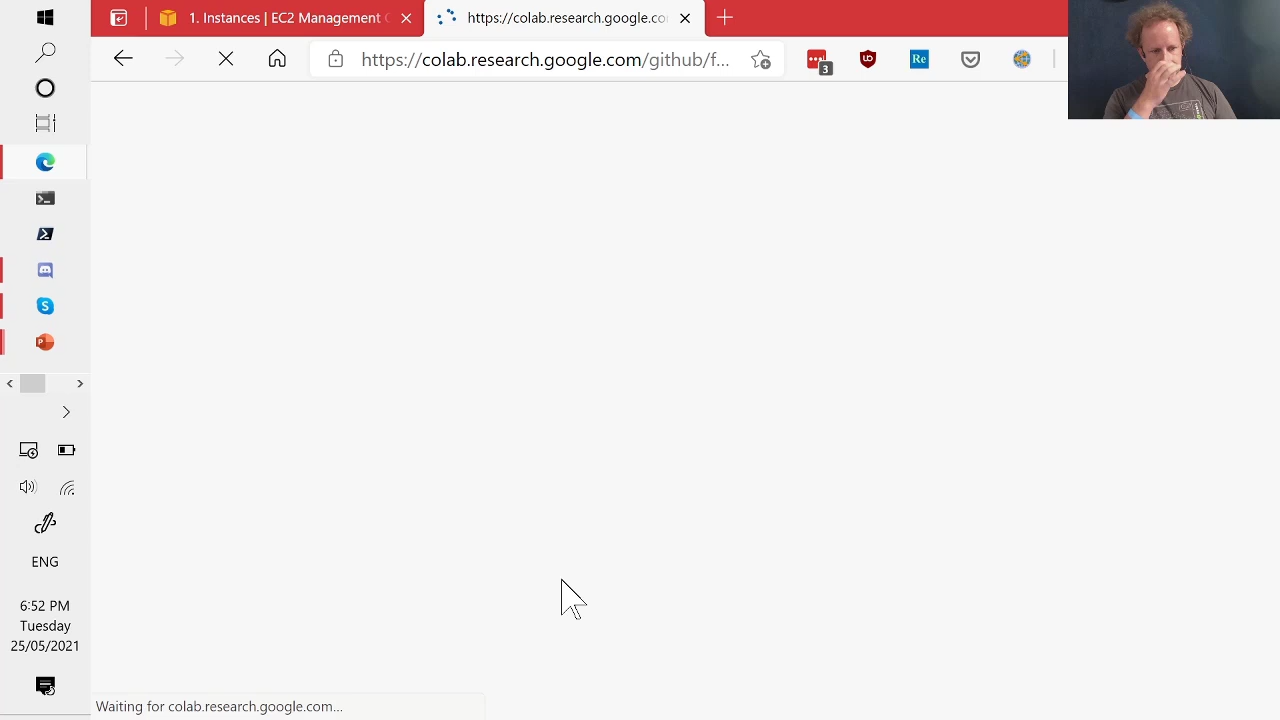 1. Instances | EC2 Management C
https://colab.research.google.co
https://colab.research.google.com/github/f...
3
Re
ENG
6:52 PM
Tuesday
25/05/2021
Waiting for colab.research.google.com...